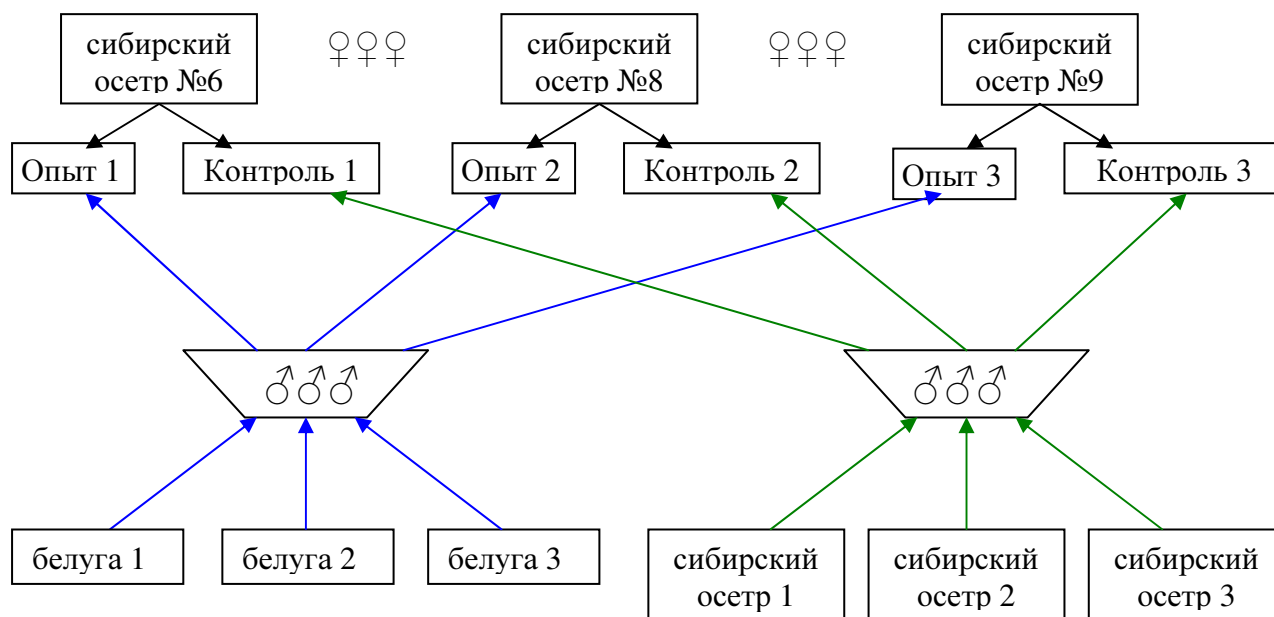 сибирский
осетр №6
♀♀♀
сибирский
осетр №8
♀♀♀
сибирский
осетр №9
Опыт 1
Контроль 1
Опыт 2
Контроль 2
Опыт 3
Контроль 3
♂♂♂
♂♂♂
белуга 1
белуга 2
белуга 3
сибирский
осетр 1
сибирский
осетр 2
сибирский
осетр 3